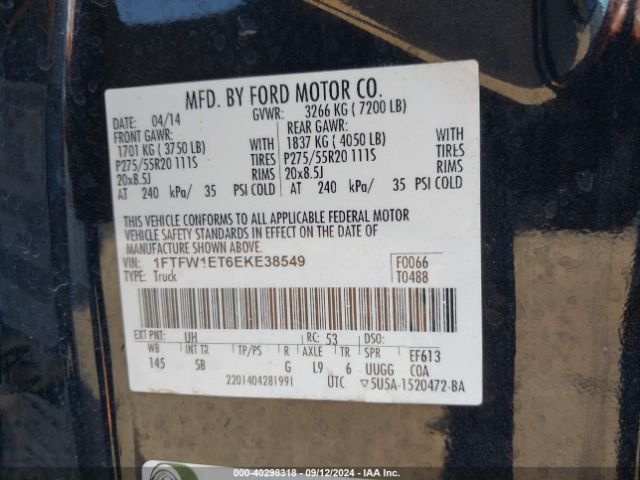 MFD. BY FORD MOTOR CO.
DATE: 04/14 GVWR: 3266 KG ( 7200 LB)
FRONT GAWR: REAR GAWR:
1701 KG ( 3750 LB) WITH 1837 KG ( 4050 LB) WITH
P275/55R20 111S TIRES P275/55R20 111S TIRES
20x8.5J RIMS 20x8.5J RIMS
AT 240 kPa/ 35 PSI COLD AT 240 kPa/ 35 PSI COLD
THIS VEHICLE CONFORMS TO ALL APPLICABLE FEDERAL MOTOR
VEHICLE SAFETY STANDARDS IN EFFECT ON THE DATE OF
MANUFACTURE SHOWN ABOVE.
VIN: 1FTFW1ET6EKE38549 F0066
TYPE: Truck T0488
EXT PNT: UH RC: 53 DSO:
WB INT TR TP/PS R AXLE TR SPR EF613
145 5B G L9 6 UUGG COA
2201404281991 UTC ▽5U5A-1520472-BA
000-40298318 - 09/12/2024 - IAA Inc.